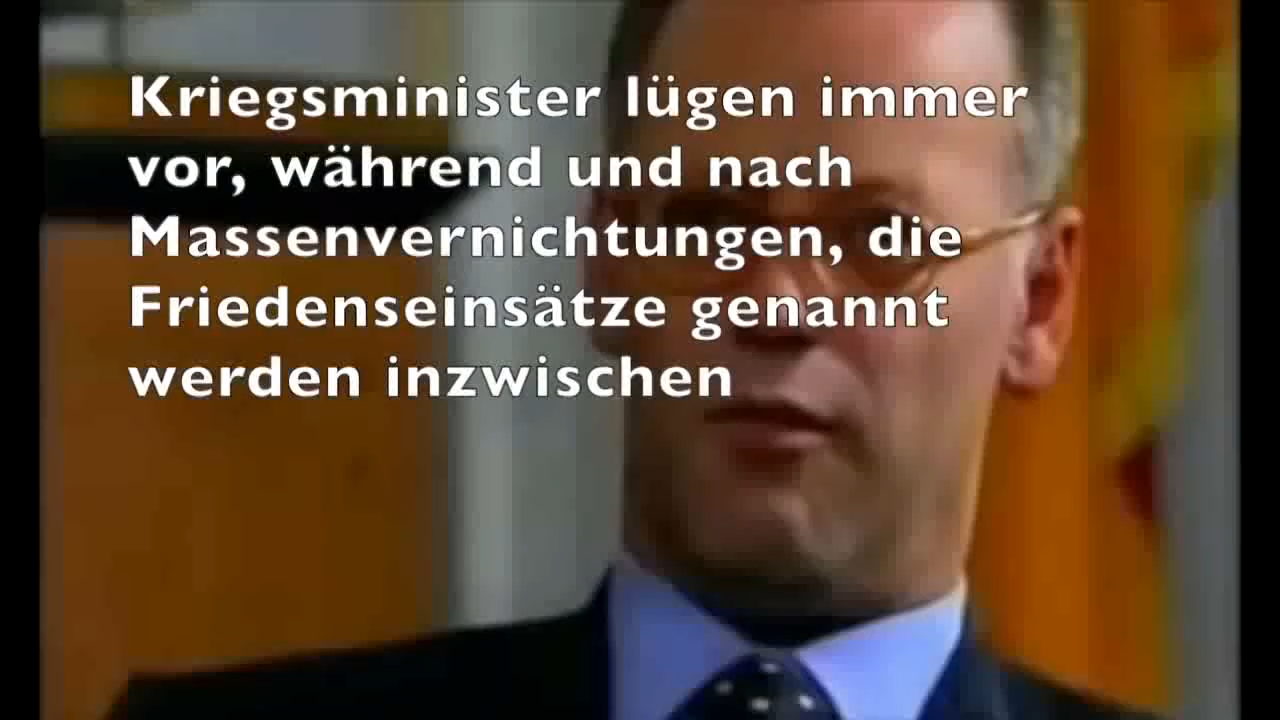 Kriegsminister lügen immer
vor, während und nach
Massenvernichtungen, die
Friedenseinsätze genannt
werden inzwischen